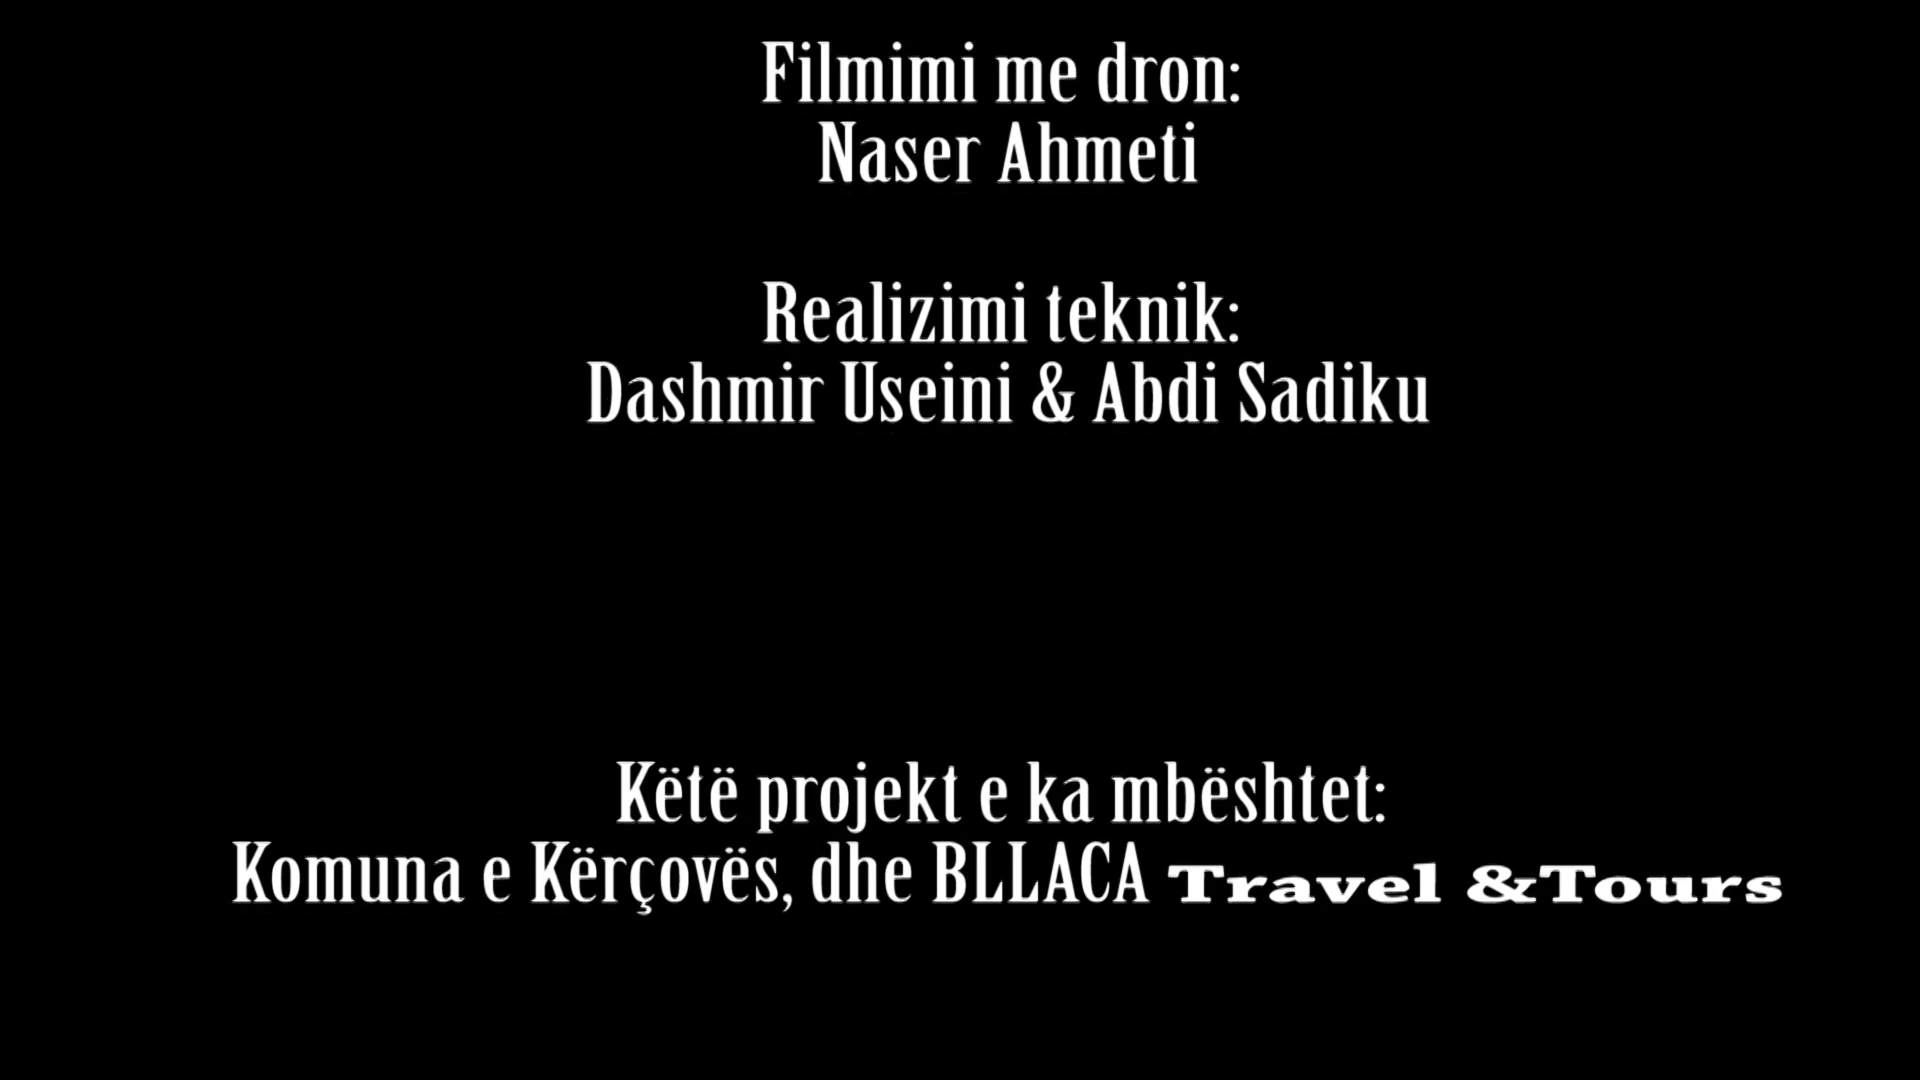 Filmimi me dron:
Naser Ahmeti
Realizimi teknik:
Dashmir Useini & Abdi Sadiku
Këtë projekt e ka mbështet:
Komuna e Kërçovës, dhe BLLACA Travel &Tours